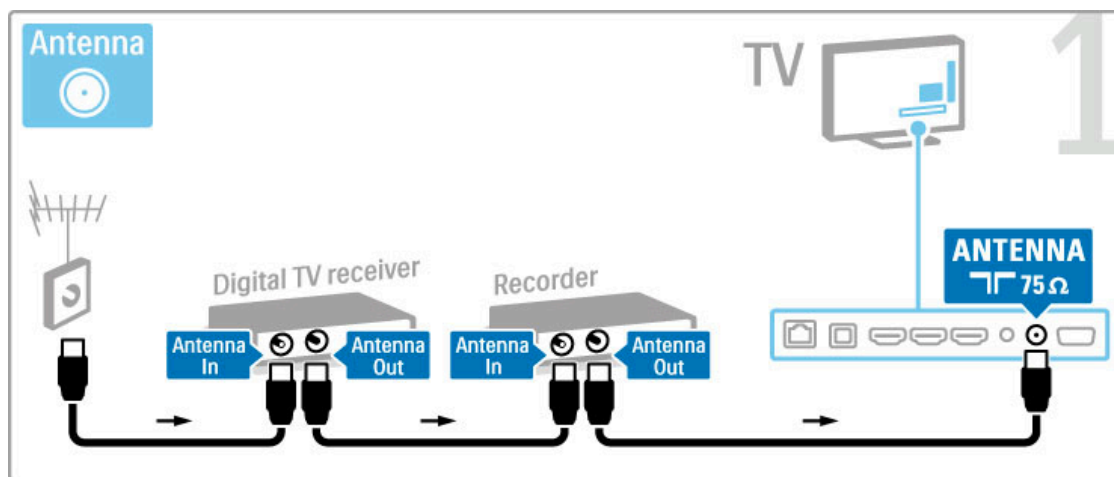 Antenna
TV
1
Digital TV receiver
Recorder
ANTENNA
75 Ω
Antenna
In
Antenna
Out
Antenna
In
Antenna
Out